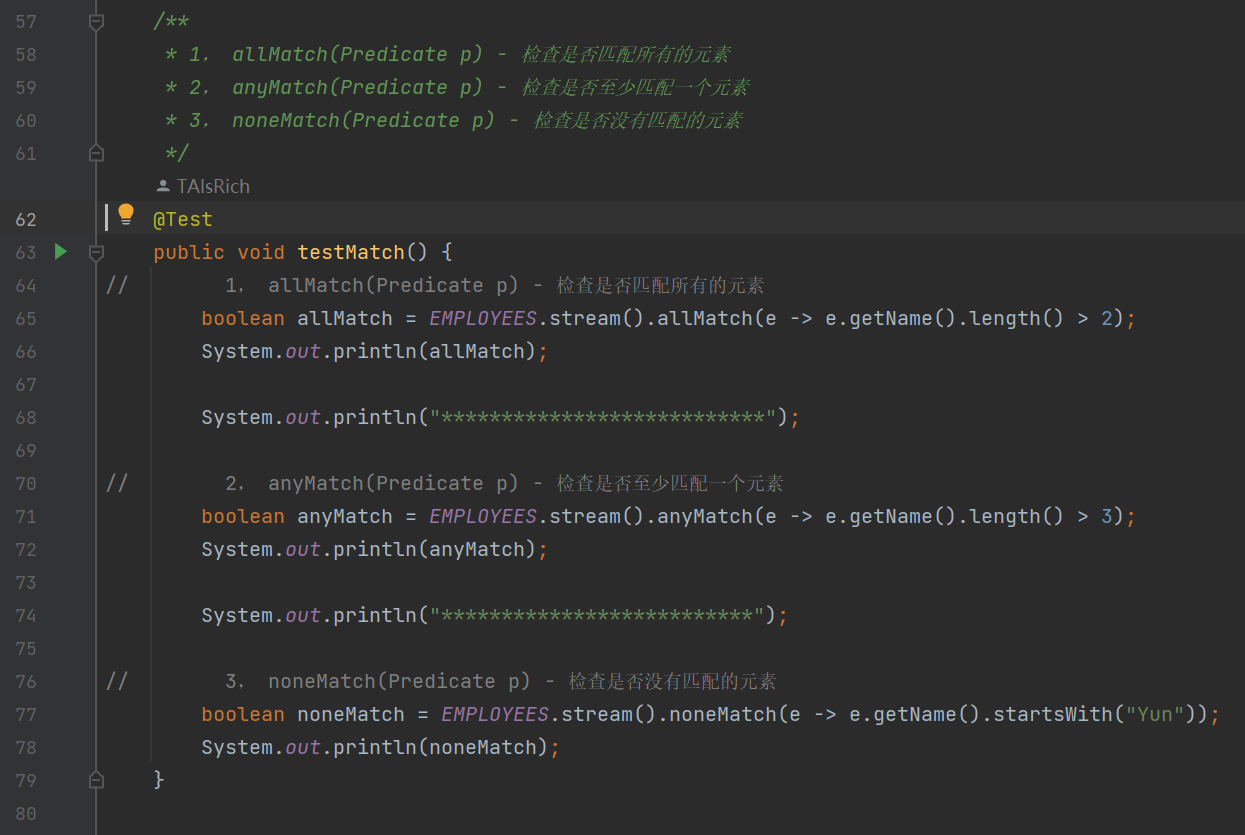 57 /**
58 * 1. allMatch(Predicate p) - 检查是否匹配所有的元素
59 * 2. anyMatch(Predicate p) - 检查是否至少匹配一个元素
60 * 3. noneMatch(Predicate p) - 检查是否没有匹配的元素
61 */
TAIsRich
62 @Test
63 public void testMatch() {
64 // 1. allMatch(Predicate p) - 检查是否匹配所有的元素
65 boolean allMatch = EMPLOYEES.stream().allMatch(e -> e.getName().length() > 2);
66 System.out.println(allMatch);
67
68 System.out.println("***************************");
69
70 // 2. anyMatch(Predicate p) - 检查是否至少匹配一个元素
71 boolean anyMatch = EMPLOYEES.stream().anyMatch(e -> e.getName().length() > 3);
72 System.out.println(anyMatch);
73
74 System.out.println("**************************");
75
76 // 3. noneMatch(Predicate p) - 检查是否没有匹配的元素
77 boolean noneMatch = EMPLOYEES.stream().noneMatch(e -> e.getName().startsWith("Yun"));
78 System.out.println(noneMatch);
79 }
80